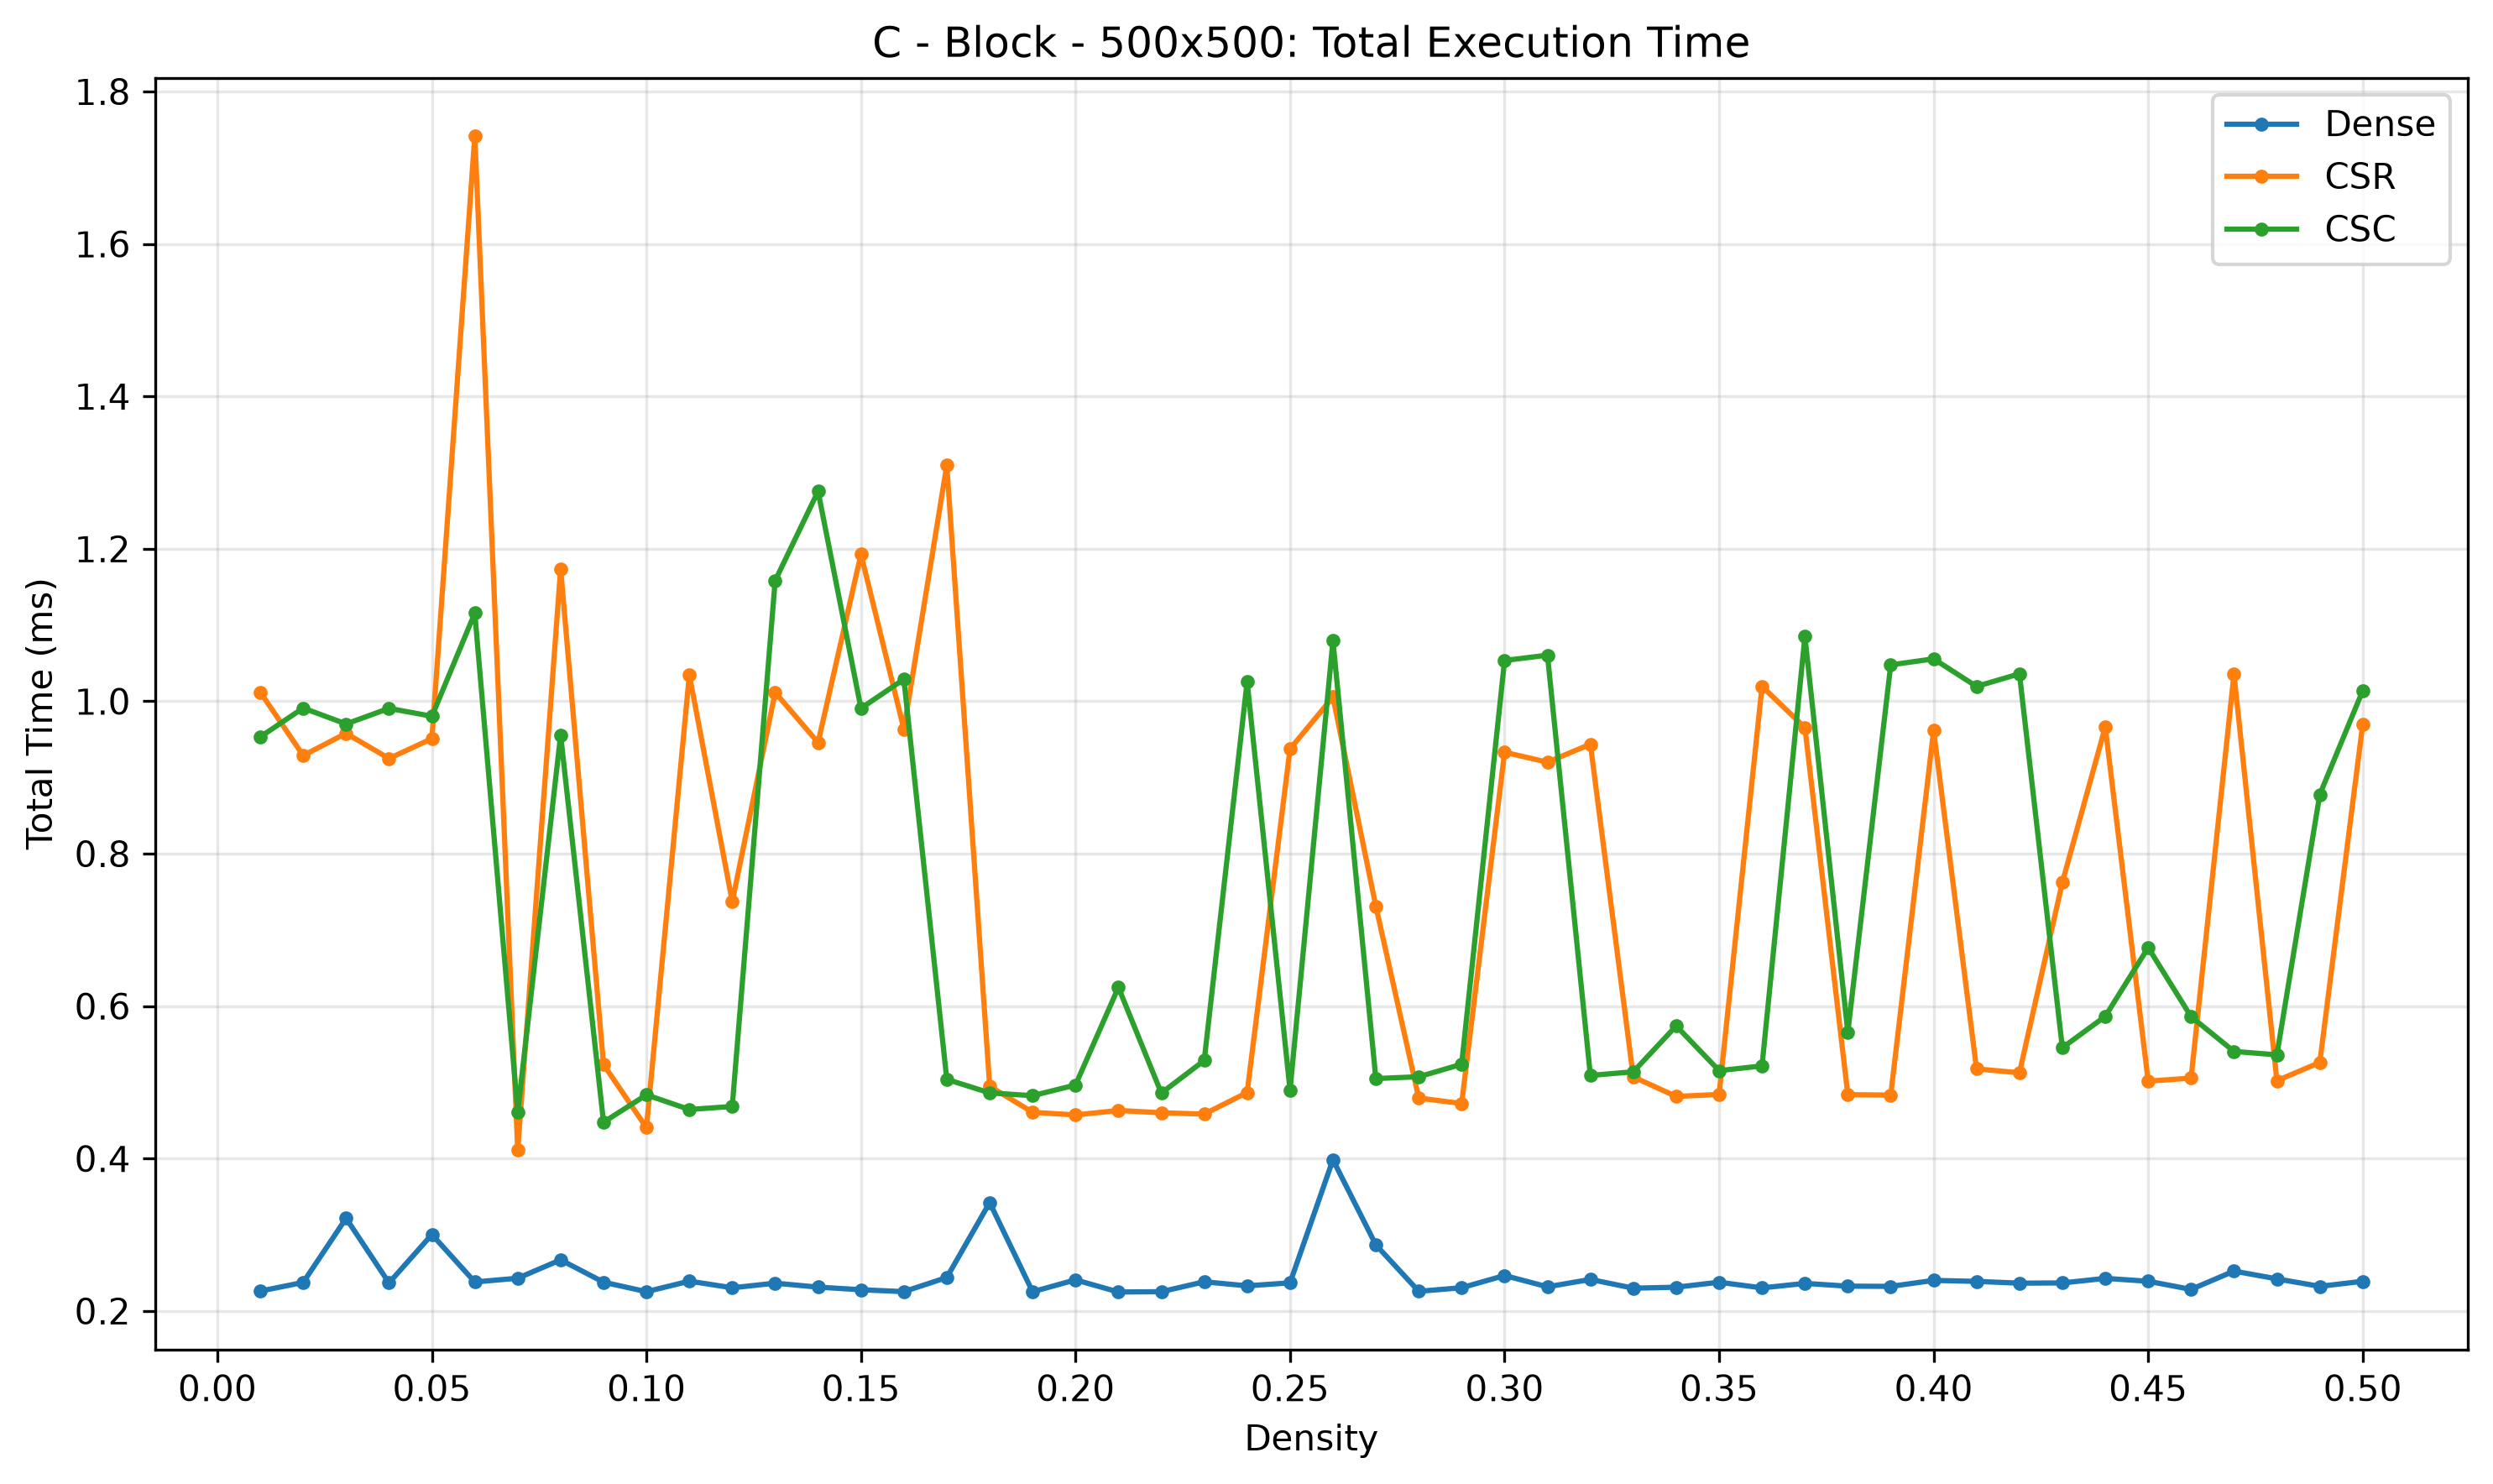 C - Block - 500x500: Total Execution Time
1.8
1.6
1.4
1.2
1.0
0.8
0.6
0.4
0.2
Total Time (ms)
Dense
CSR
CSC
0.00 0.05 0.10 0.15 0.20 0.25 0.30 0.35 0.40 0.45 0.50
Density